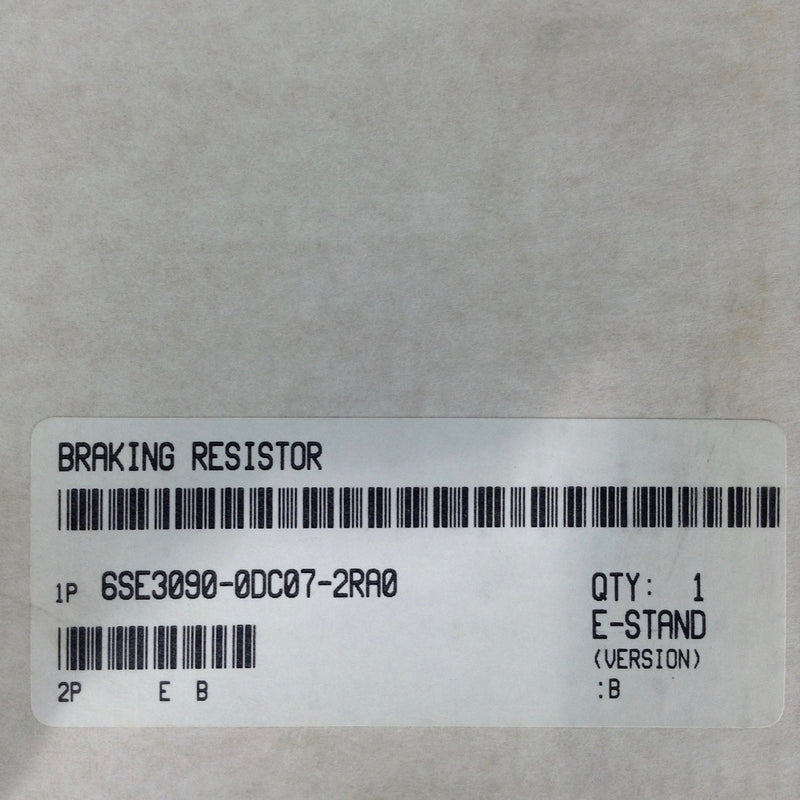 BRAKING RESISTOR
1P 6SE3090-0DC07-2RA0
QTY: 1
E-STAND
(VERSION)
:B
2P E B